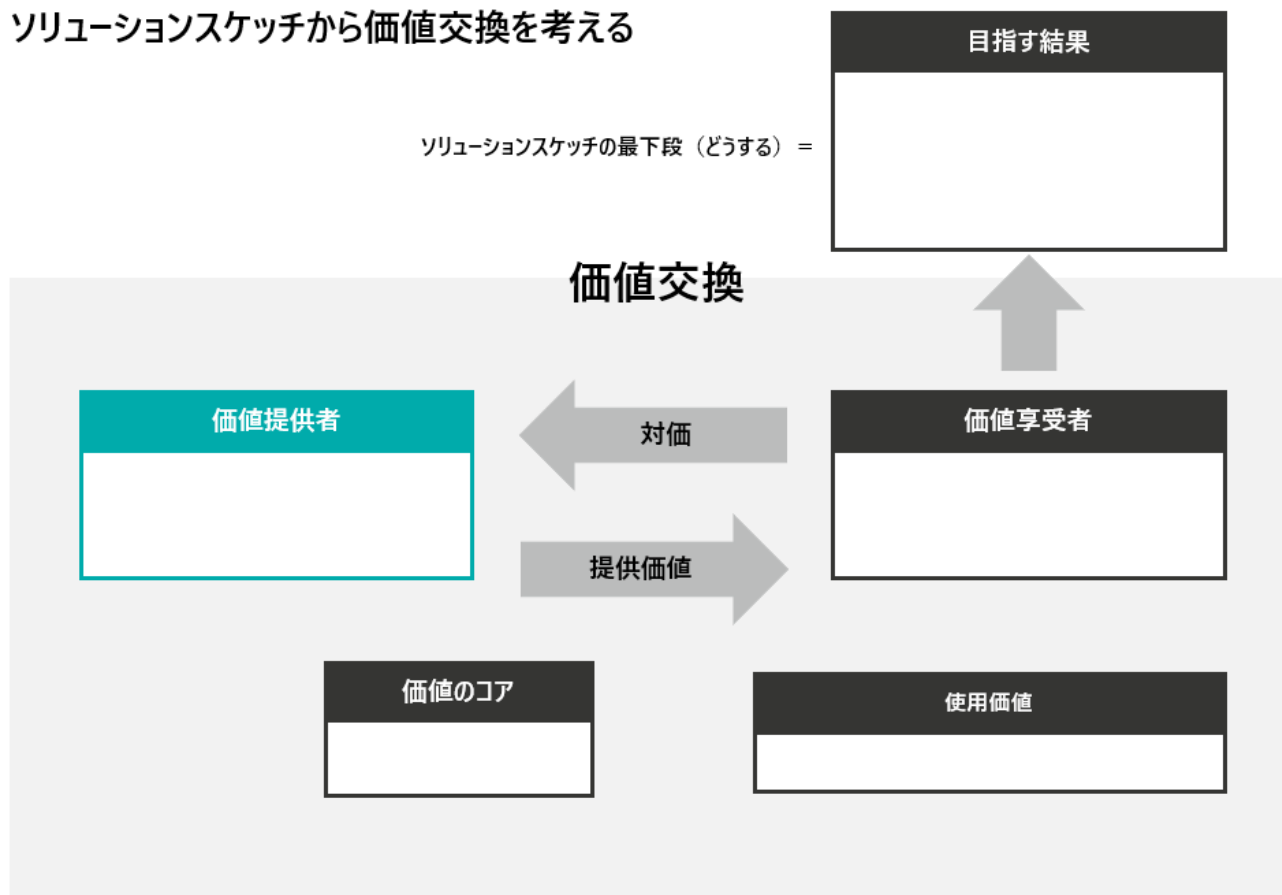 ソリューションスケッチから価値交換を考える
目指す結果
ソリューションスケッチの最下段（どうする）＝
価値交換
価値提供者
対価
価値享受者
提供価値
価値のコア
使用価値